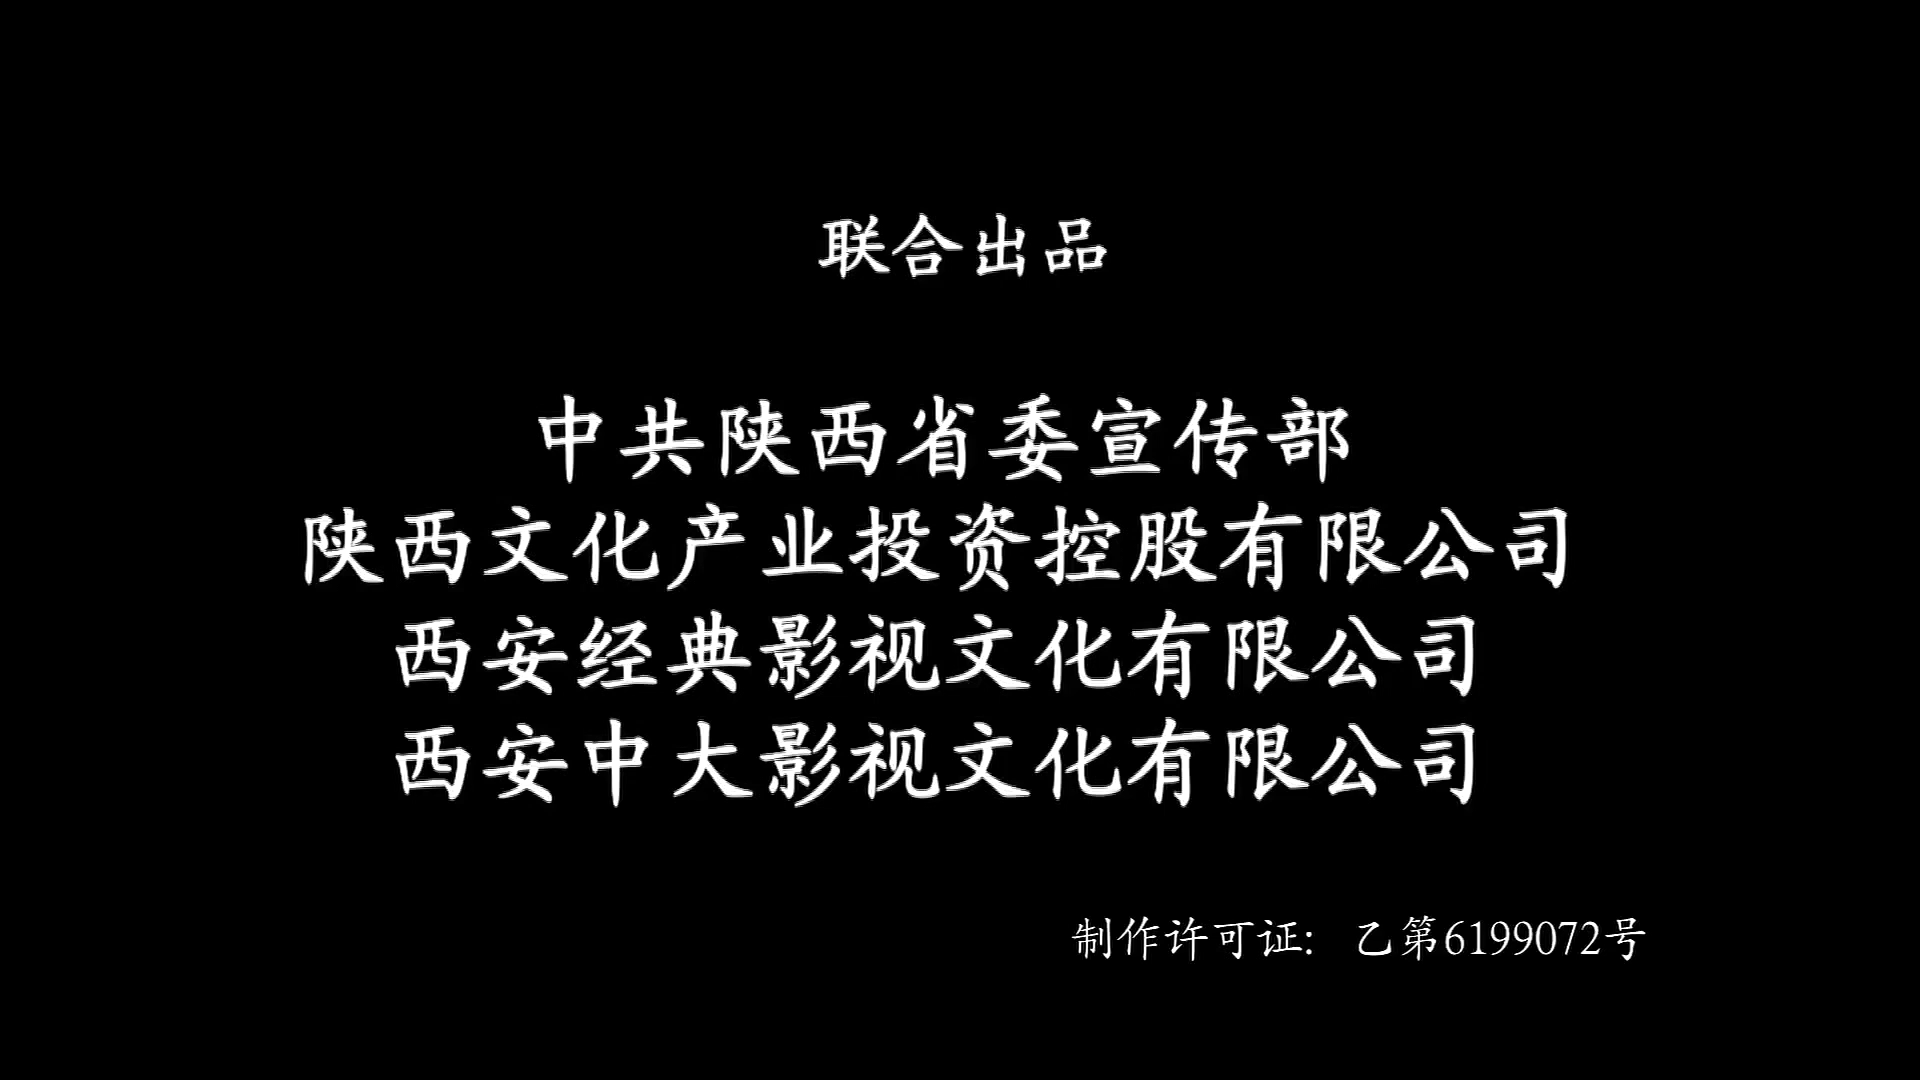 联合出品
中共陕西省委宣传部
陕西文化产业投资控股有限公司
西安经典影视文化有限公司
西安中大影视文化有限公司
制作许可证: 乙第6199072号